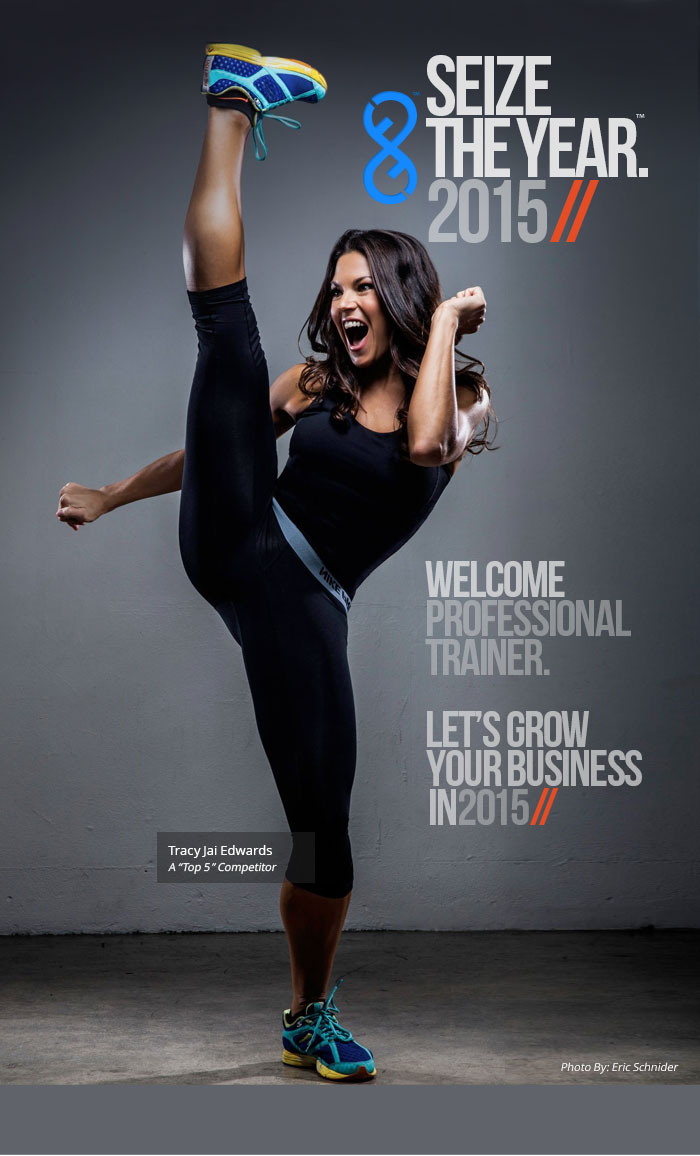 SEIZE
THE YEAR.™
2015//
WELCOME
PROFESSIONAL
TRAINER.
LET'S GROW
YOUR BUSINESS
IN2015//
Tracy Jai Edwards
A “Top 5” Competitor
Photo By: Eric Schnider